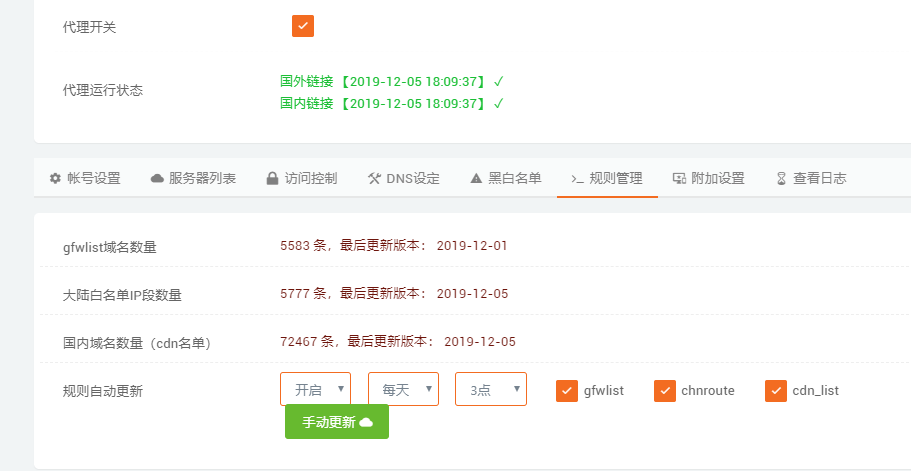 代理开关
代理运行状态
国外链接 【2019-12-05 18:09:37】 ✓
国内链接 【2019-12-05 18:09:37】 ✓
帐号设置 服务器列表 访问控制 DNS设定 黑白名单 规则管理 附加设置 查看日志
gfwlist域名数量 5583 条，最后更新版本： 2019-12-01
大陆白名单IP段数量 5777 条，最后更新版本： 2019-12-05
国内域名数量（cdn名单） 72467 条，最后更新版本： 2019-12-05
规则自动更新 开启 每天 3点 gfwlist chnroute cdn_list
手动更新